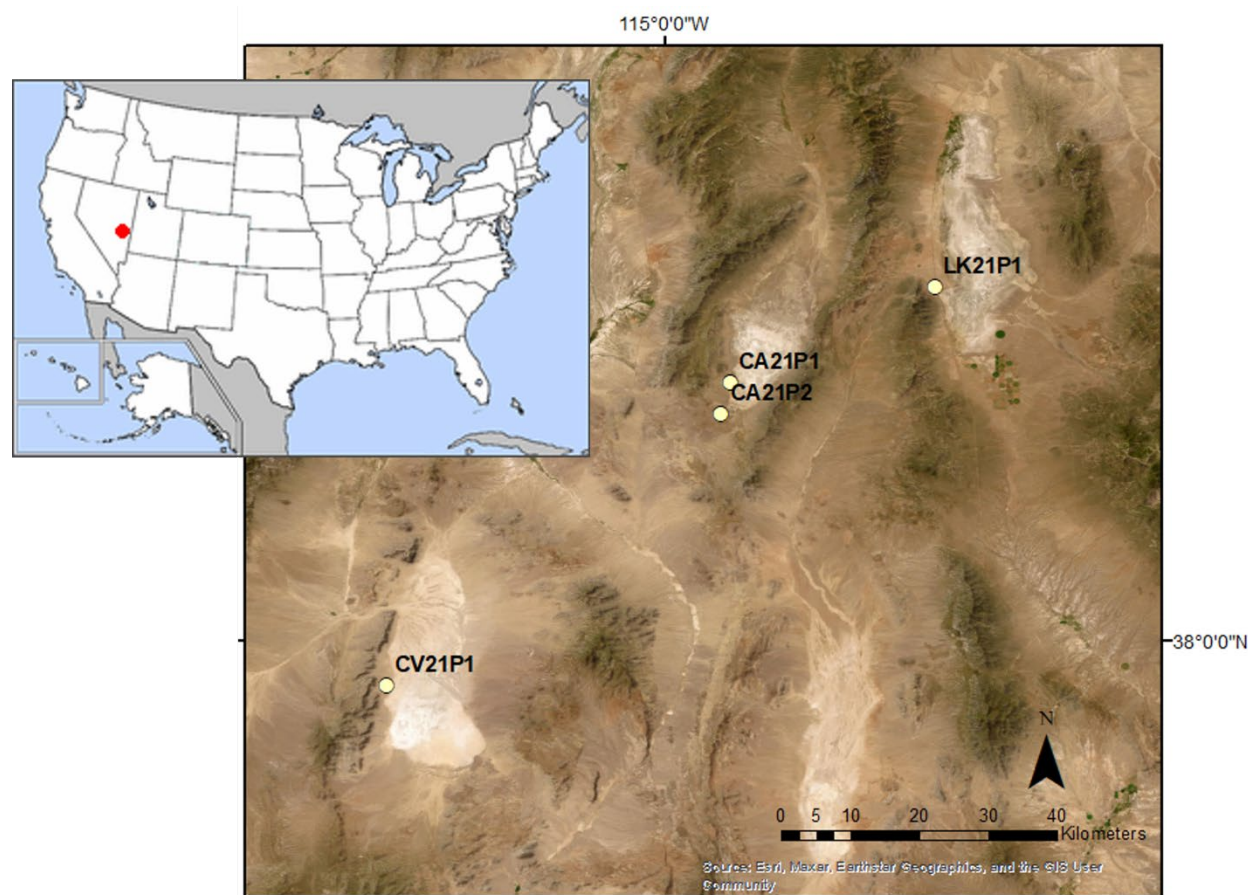 115°0'0"W
LK21P1
CA21P1
CA21P2
CV21P1
38°0'0"N
N
0 5 10 20 30 40
Kilometers
Source: Esri, Maxar, Earthstar Geographics, and the GIS User
Community